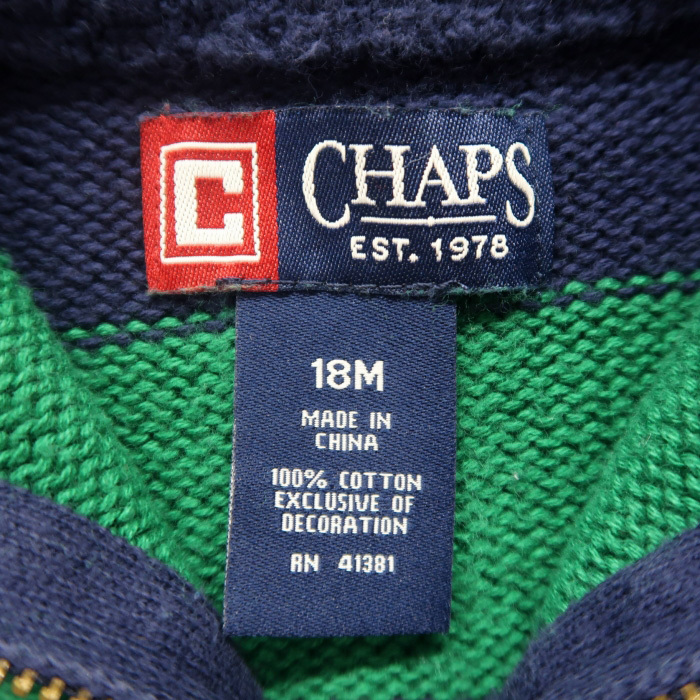 C CHAPS
EST. 1978
18M
MADE IN
CHINA
100% COTTON
EXCLUSIVE OF
DECORATION
RN 41381